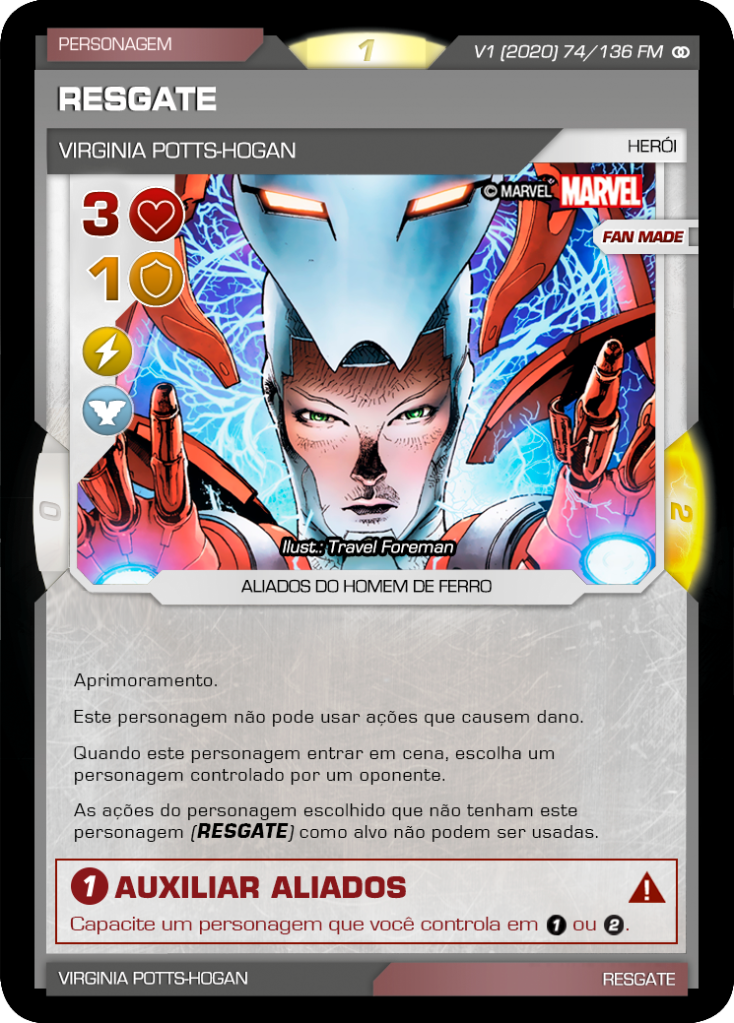 PERSONAGEM
1
V1 (2020) 74/136 FM
RESGATE
VIRGINIA POTTS-HOGAN
HERÓI
© MARVEL MARVEL
3
FAN MADE
1
0
2
Ilust.: Travel Foreman
ALIADOS DO HOMEM DE FERRO
Aprimoramento.
Este personagem não pode usar ações que causem dano.
Quando este personagem entrar em cena, escolha um
personagem controlado por um oponente.
As ações do personagem escolhido que não tenham este
personagem (RESGATE) como alvo não podem ser usadas.
1 AUXILIAR ALIADOS
Capacite um personagem que você controla em 1 ou 2.
VIRGINIA POTTS-HOGAN
RESGATE